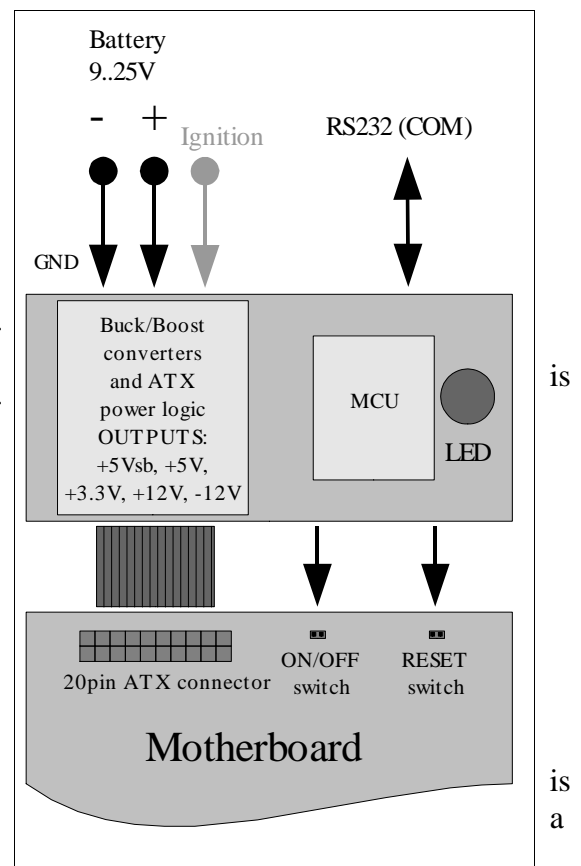 Battery
9..25V
- +
Ignition
RS232 (COM)
GND
Buck/Boost
converters
and ATX
power logic
OUTPUTS:
+5Vsb, +5V,
+3.3V, +12V, -12V
MCU
LED
is
20pin ATX connector
ON/OFF
switch
RESET
switch
Motherboard
is
a